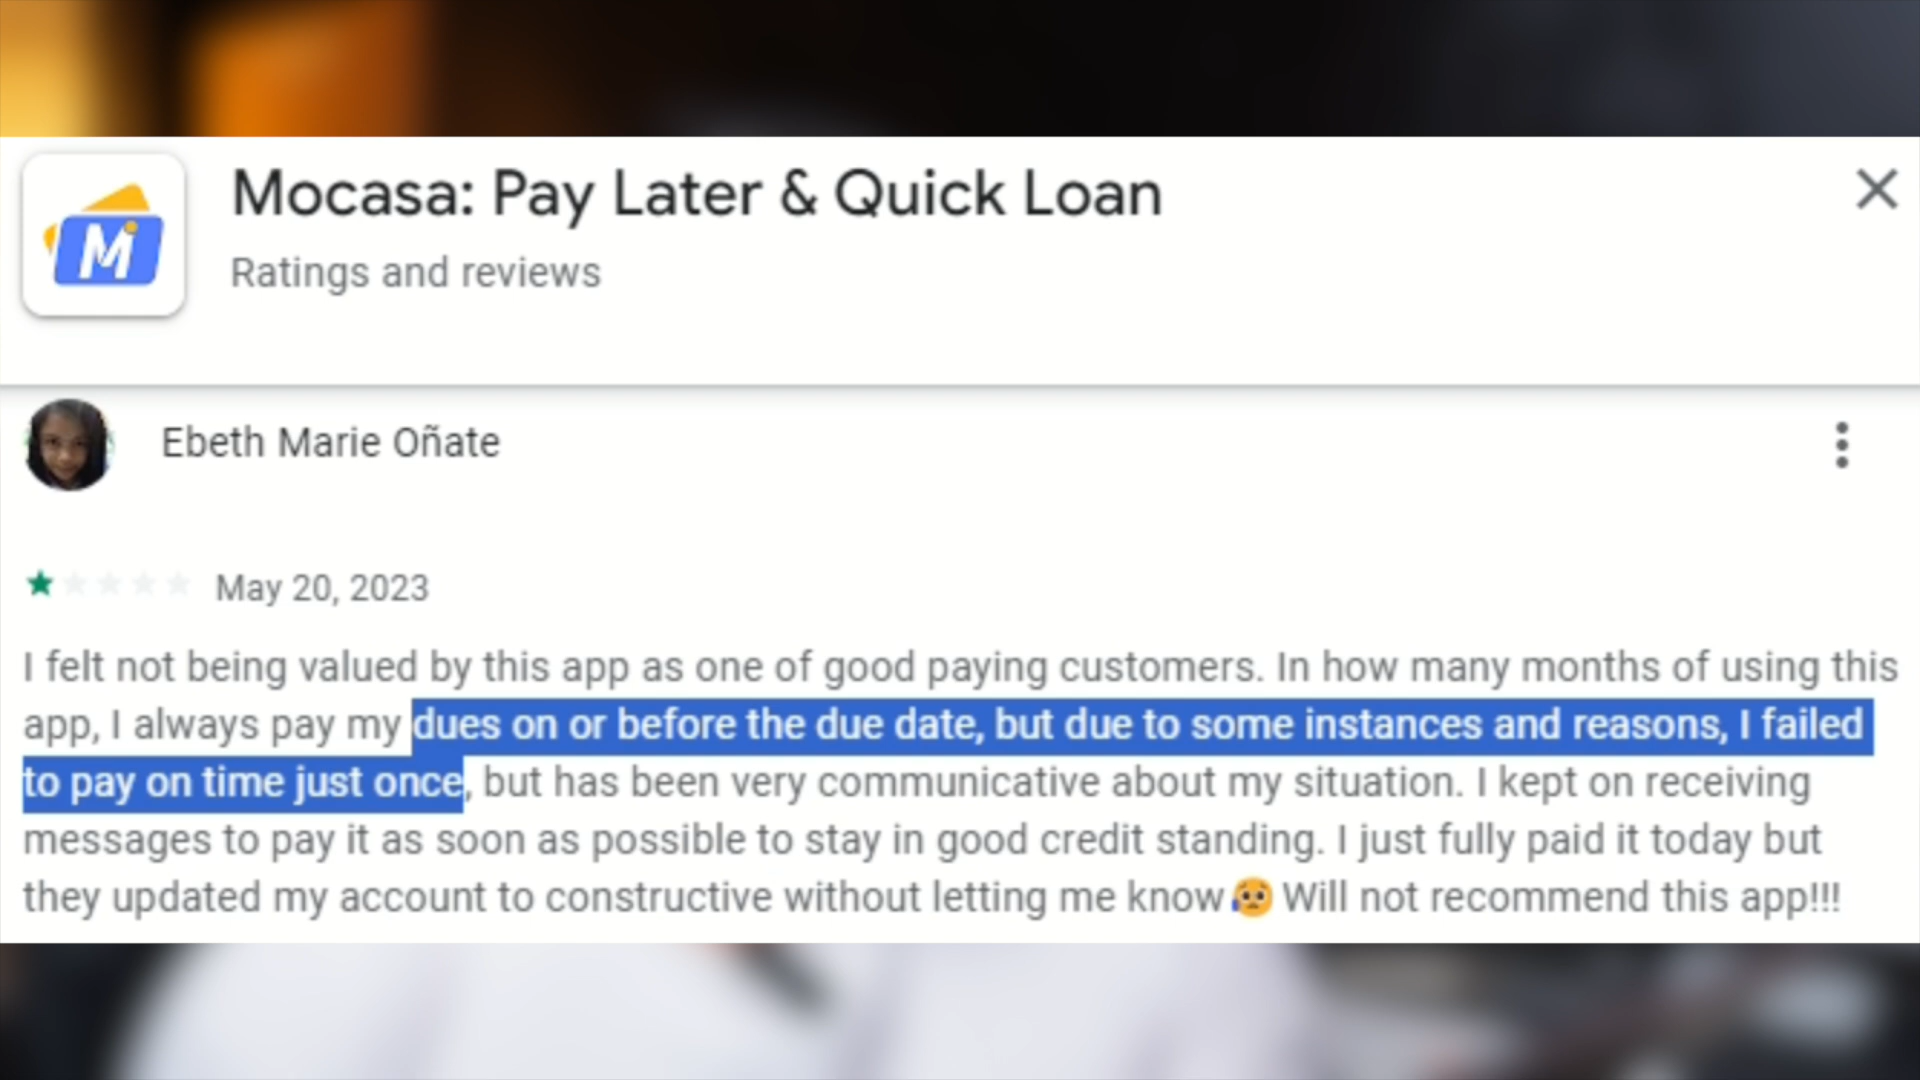 M
Mocasa: Pay Later & Quick Loan
Ratings and reviews
Ebeth Marie Oñate
May 20, 2023
I felt not being valued by this app as one of good paying customers. In how many months of using this
app, I always pay my dues on or before the due date, but due to some instances and reasons, I failed
to pay on time just once, but has been very communicative about my situation. I kept on receiving
messages to pay it as soon as possible to stay in good credit standing. I just fully paid it today but
they updated my account to constructive without letting me know😥 Will not recommend this app!!!